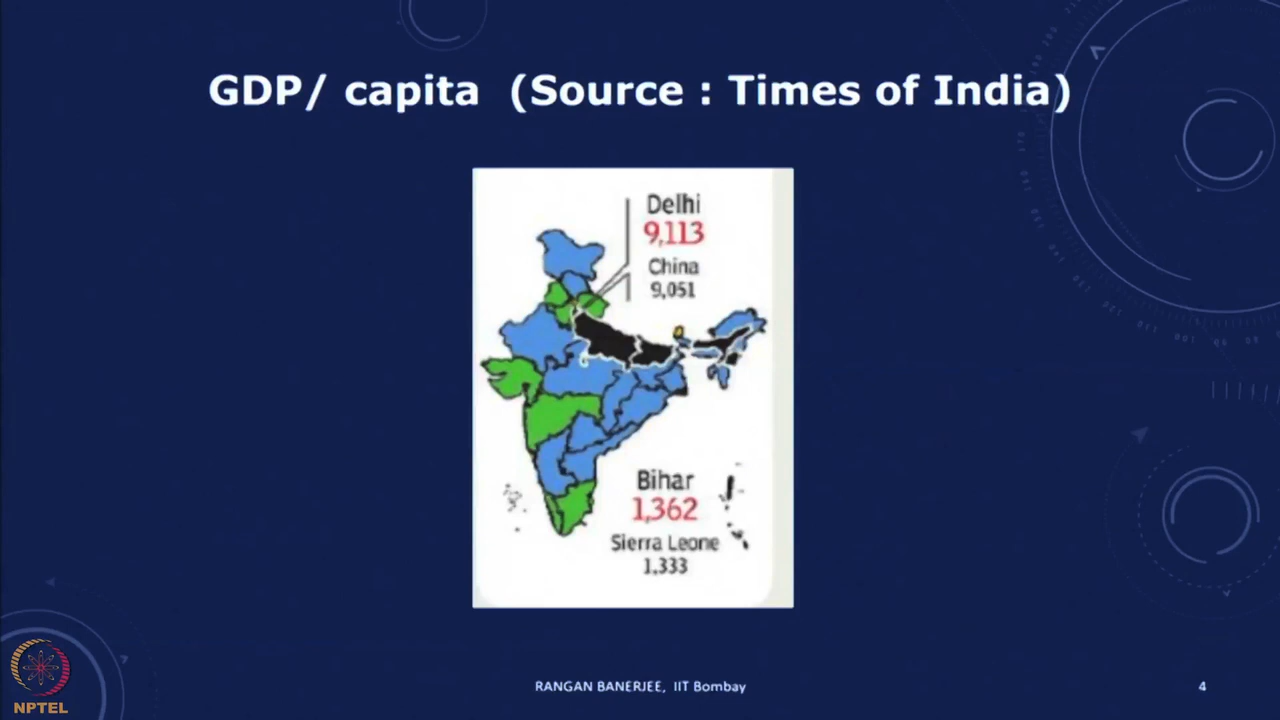 GDP/ capita (Source : Times of India)
Delhi
9,113
China
9,051
Bihar
1,362
Sierra Leone
1,333
RANGAN BANERJEE, IIT Bombay
4
NPTEL